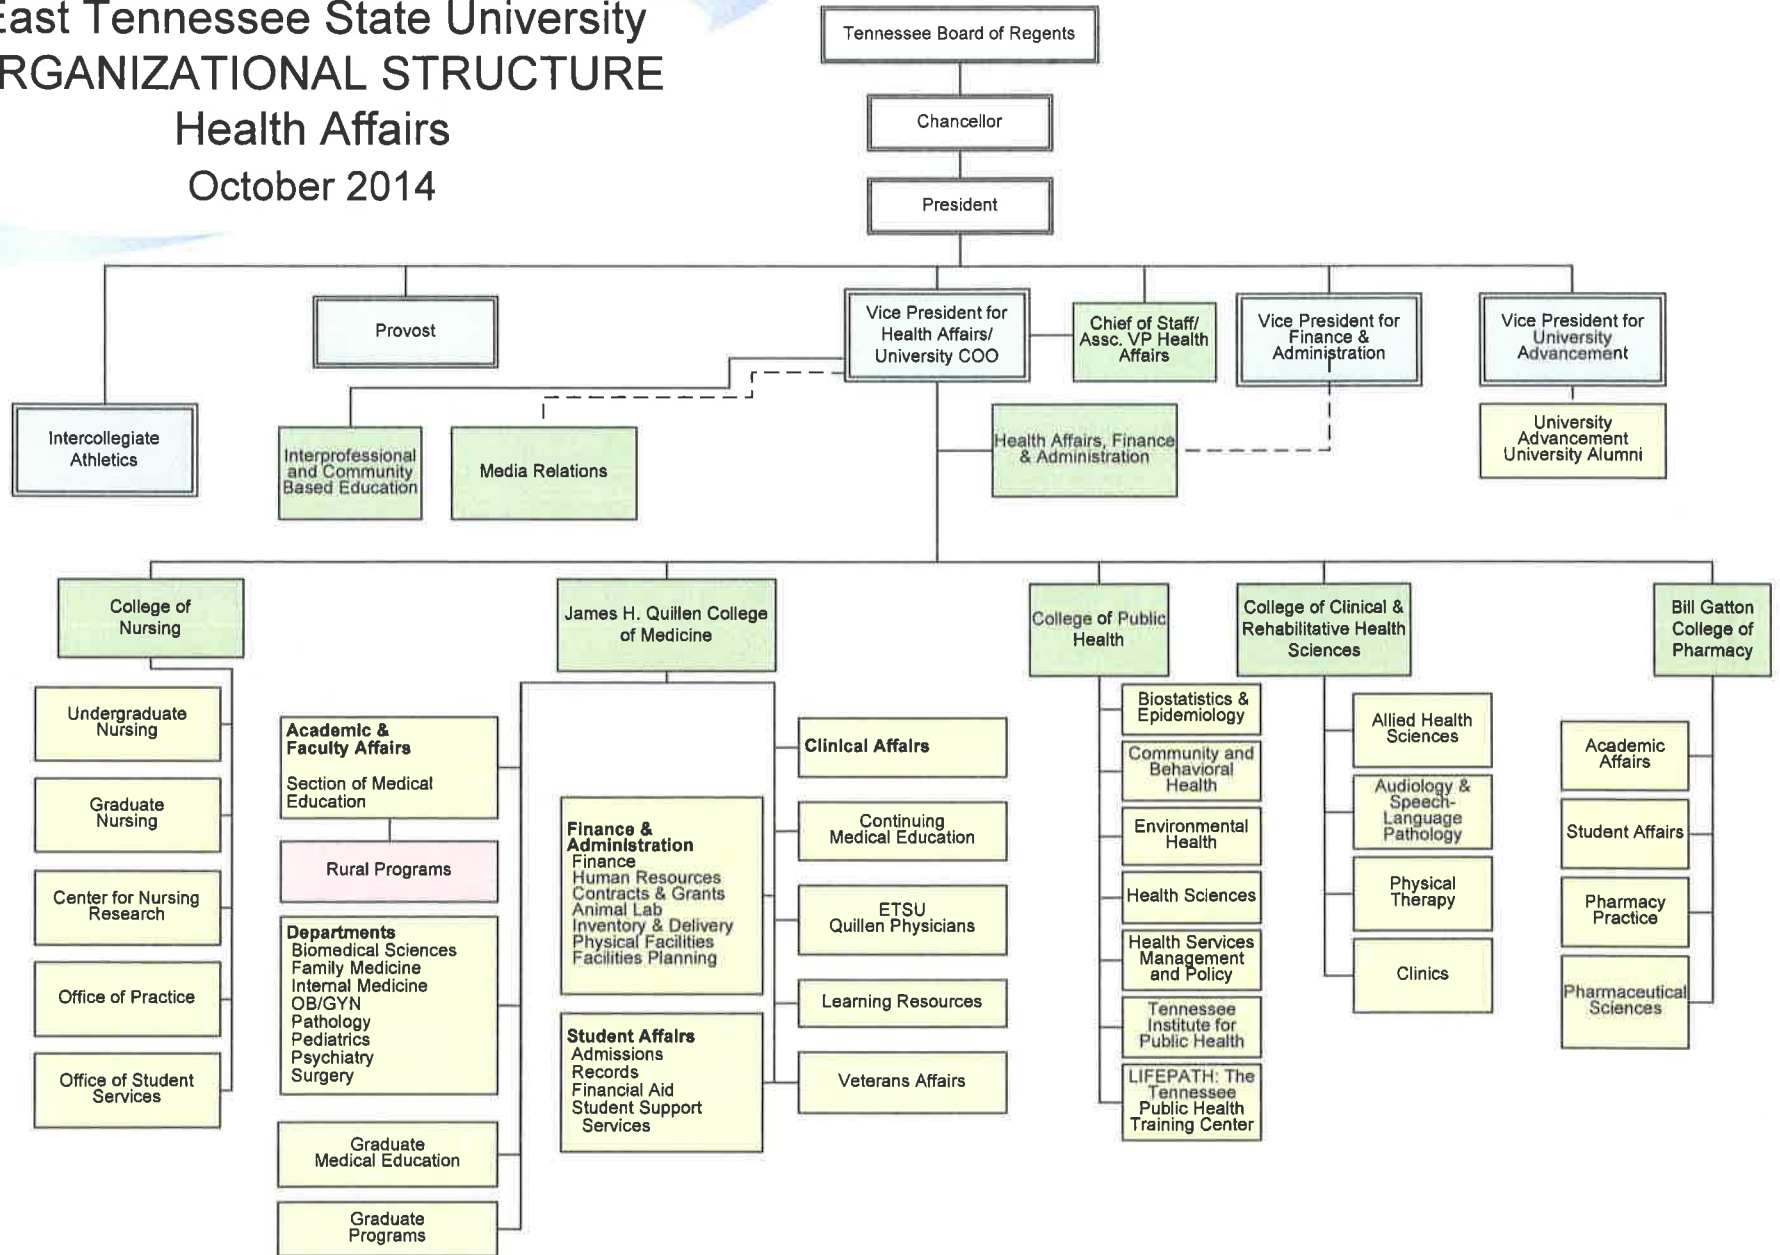 East Tennessee State University
RGANIZATIONAL STRUCTURE
Health Affairs
October 2014
Tennessee Board of Regents
Chancellor
President
Provost
Vice President for
Health Affairs/
University COO
Chief of Staff/
Assc. VP Health
Affairs
Vice President for
Finance &
Administration
Vice President for
University
Advancement
Intercollegiate
Athletics
Interprofessional
and Community
Based Education
Media Relations
Health Affairs, Finance
& Administration
University
Advancement
University Alumni
College of
Nursing
James H. Quillen College
of Medicine
College of Public
Health
College of Clinical &
Rehabilitative Health
Sciences
Bill Gatton
College of
Pharmacy
Undergraduate
Nursing
Graduate
Nursing
Center for Nursing
Research
Office of Practice
Office of Student
Services
Academic &
Faculty Affairs
Section of Medical
Education
Rural Programs
Departments
Biomedical Sciences
Family Medicine
Internal Medicine
OB/GYN
Pathology
Pediatrics
Psychiatry
Surgery
Graduate
Medical Education
Graduate
Programs
Finance &
Administration
Finance
Human Resources
Contracts & Grants
Animal Lab
Inventory & Delivery
Physical Facilities
Facilities Planning
Student Affairs
Admissions
Records
Financial Aid
Student Support
Services
Clinical Affairs
Continuing
Medical Education
ETSU
Quillen Physicians
Learning Resources
Veterans Affairs
Biostatistics &
Epidemiology
Community and
Behavioral
Health
Environmental
Health
Health Sciences
Health Services
Management
and Policy
Tennessee
Institute for
Public Health
LIFEPATH: The
Tennessee
Public Health
Training Center
Allied Health
Sciences
Audiology &
Speech-
Language
Pathology
Physical
Therapy
Clinics
Academic
Affairs
Student Affairs
Pharmacy
Practice
Pharmaceutical
Sciences